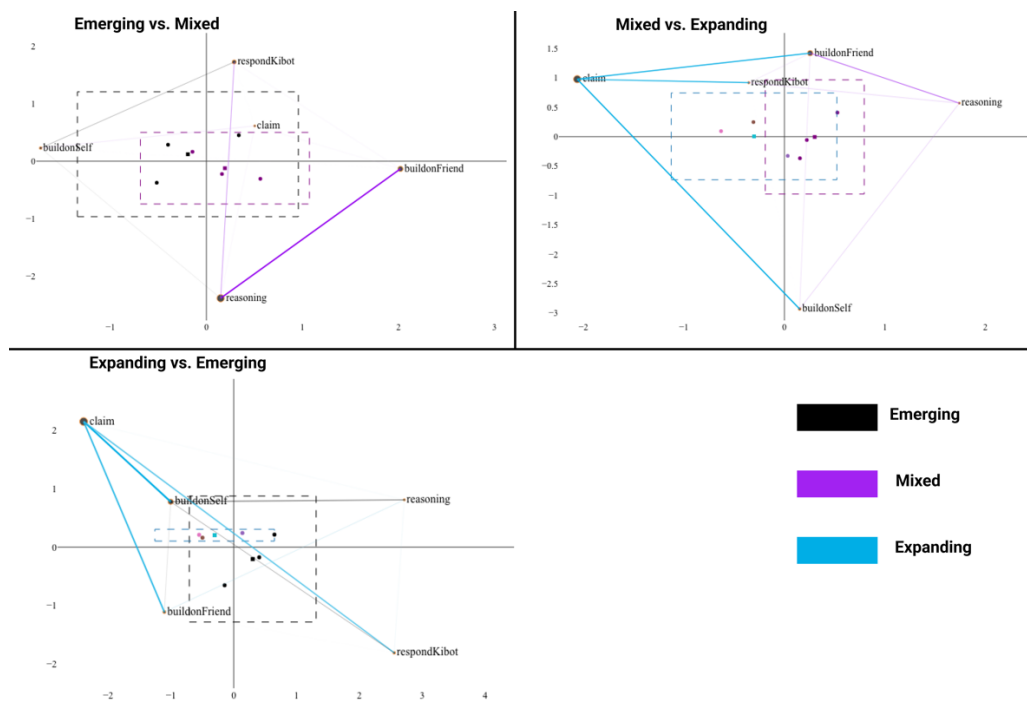 Emerging vs. Mixed
2
respondKibot
1
claim
buildonSelf
0
buildonFriend
−1
−2
reasoning
−1
0
1
2
3
Mixed vs. Expanding
1.5
buildonFriend
1
claim
respondKibot
reasoning
0.5
0
−0.5
−1
−1.5
−2
−2.5
buildonSelf
−3
−2
−1
0
1
2
Expanding vs. Emerging
claim
2
1
buildonSelf
reasoning
0
−1
buildonFriend
respondKibot
−2
−2
−1
0
1
2
3
4
Emerging
Mixed
Expanding